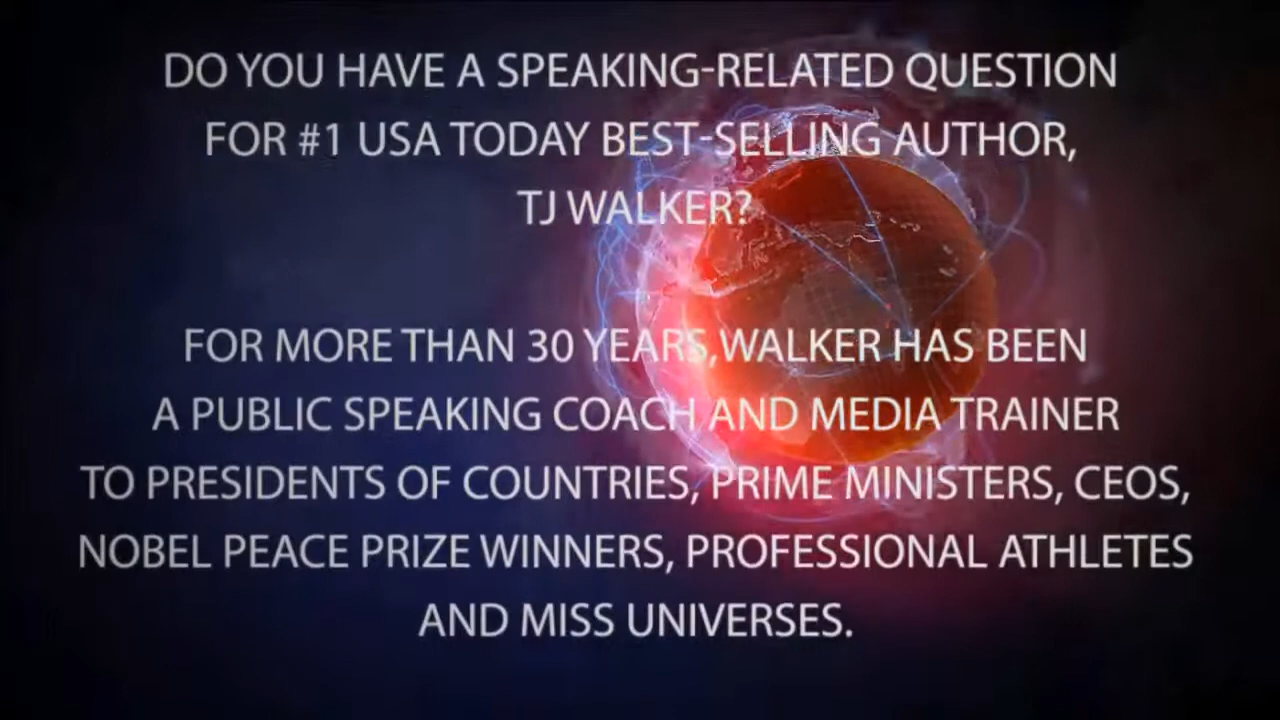 DO YOU HAVE A SPEAKING-RELATED QUESTION
FOR #1 USA TODAY BEST-SELLING AUTHOR,
TJ WALKER?
FOR MORE THAN 30 YEARS,WALKER HAS BEEN
A PUBLIC SPEAKING COACH AND MEDIA TRAINER
TO PRESIDENTS OF COUNTRIES, PRIME MINISTERS, CEOS,
NOBEL PEACE PRIZE WINNERS, PROFESSIONAL ATHLETES
AND MISS UNIVERSES.